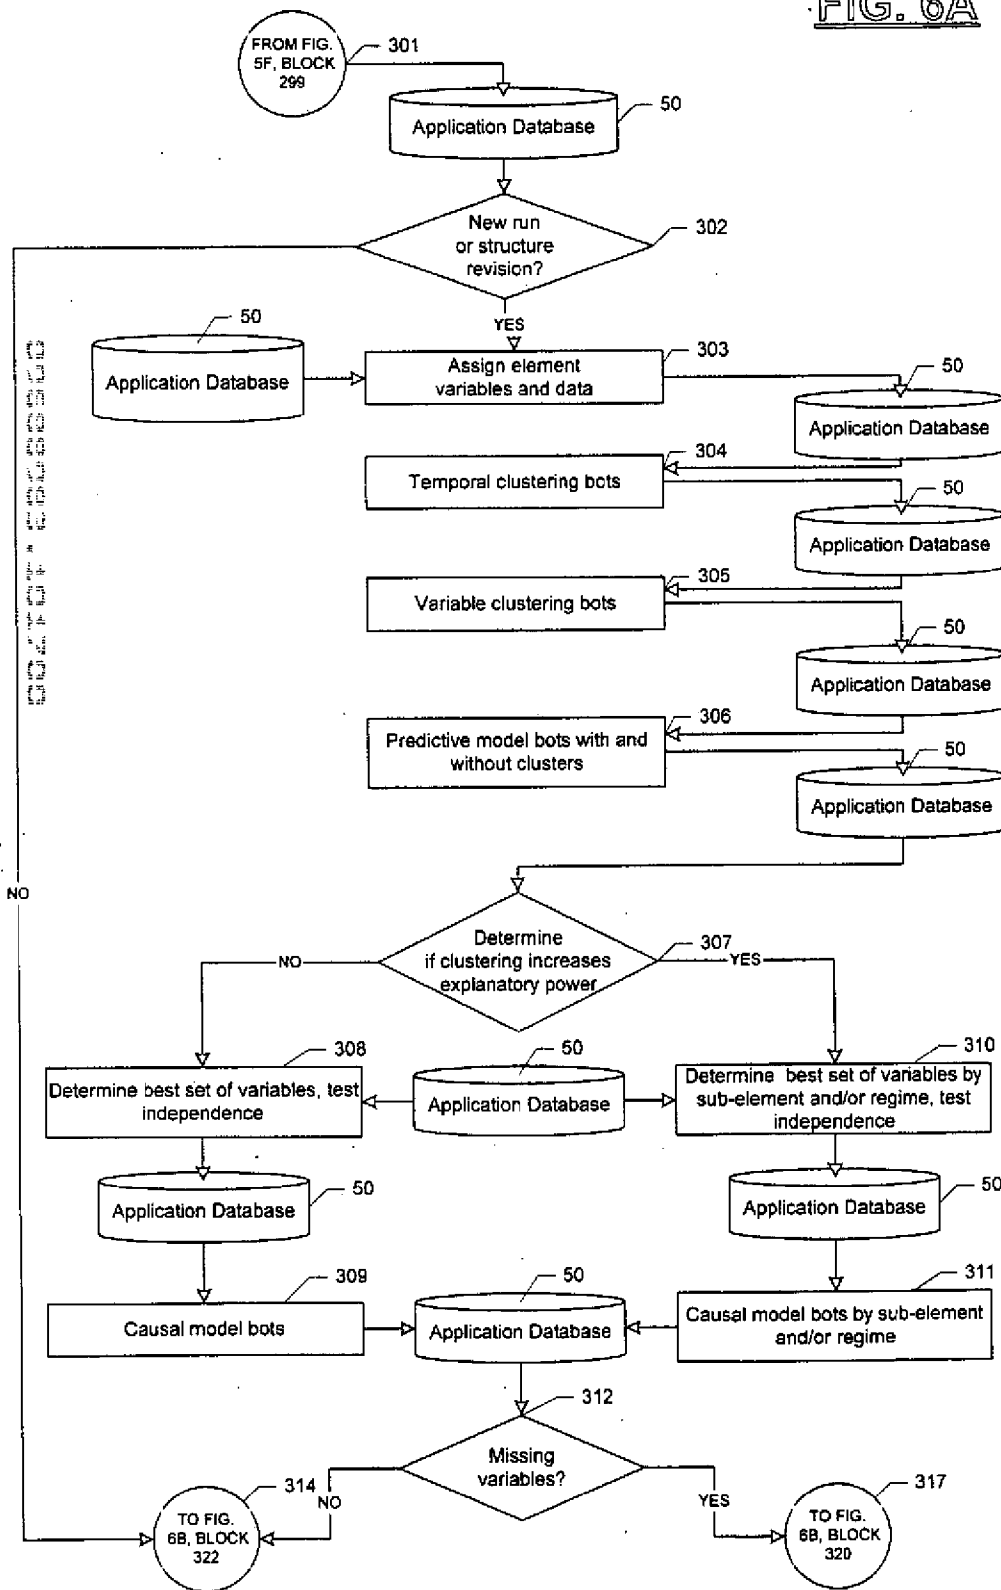 FIG. 6A
FROM FIG.
5F, BLOCK
299
301
50
Application Database
New run
or structure
revision?
302
YES
50
Application Database
Assign element
variables and data
303
50
Application Database
304
Temporal clustering bots
50
Application Database
305
Variable clustering bots
50
Application Database
306
Predictive model bots with and
without clusters
50
Application Database
NO
Determine
if clustering increases
explanatory power
307
NO
YES
308
Determine best set of variables, test
independence
50
Application Database
310
Determine best set of variables by
sub-element and/or regime, test
independence
50
Application Database
50
Application Database
309
Causal model bots
50
Application Database
311
Causal model bots by sub-element
and/or regime
312
Missing
variables?
NO
YES
314
TO FIG.
6B, BLOCK
322
317
TO FIG.
6B, BLOCK
320